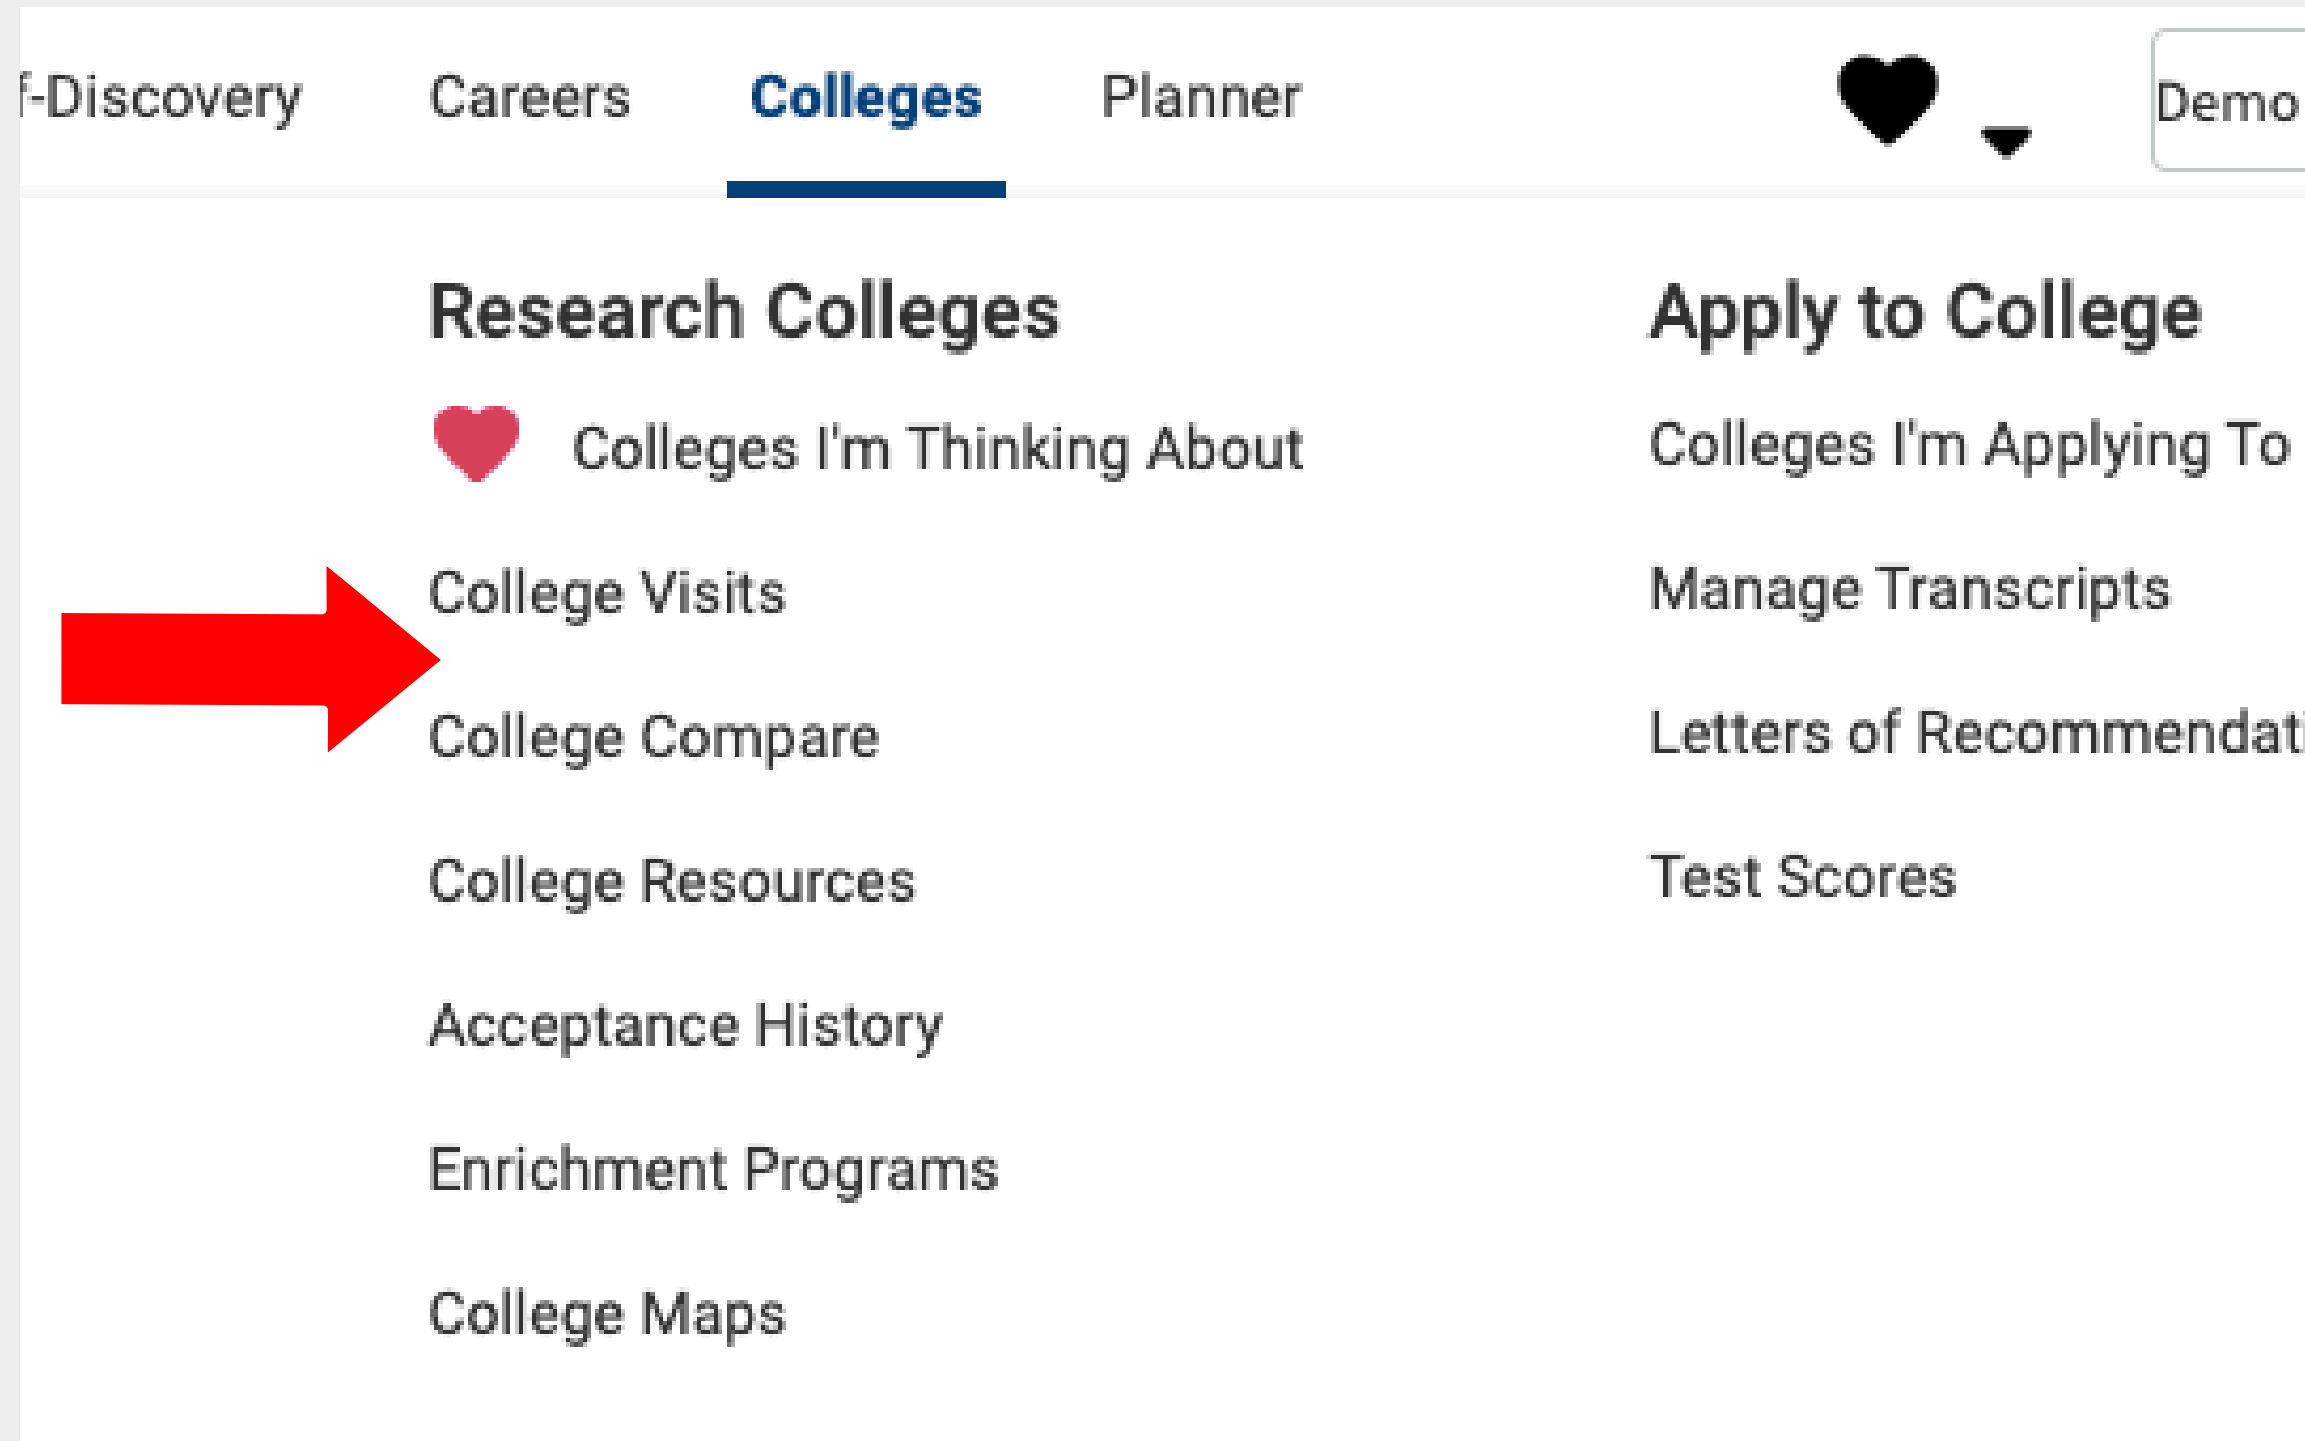 f-Discovery Careers Colleges Planner Demo
Research Colleges
Colleges I'm Thinking About
College Visits
College Compare
College Resources
Acceptance History
Enrichment Programs
College Maps
Apply to College
Colleges I'm Applying To
Manage Transcripts
Letters of Recommendati
Test Scores